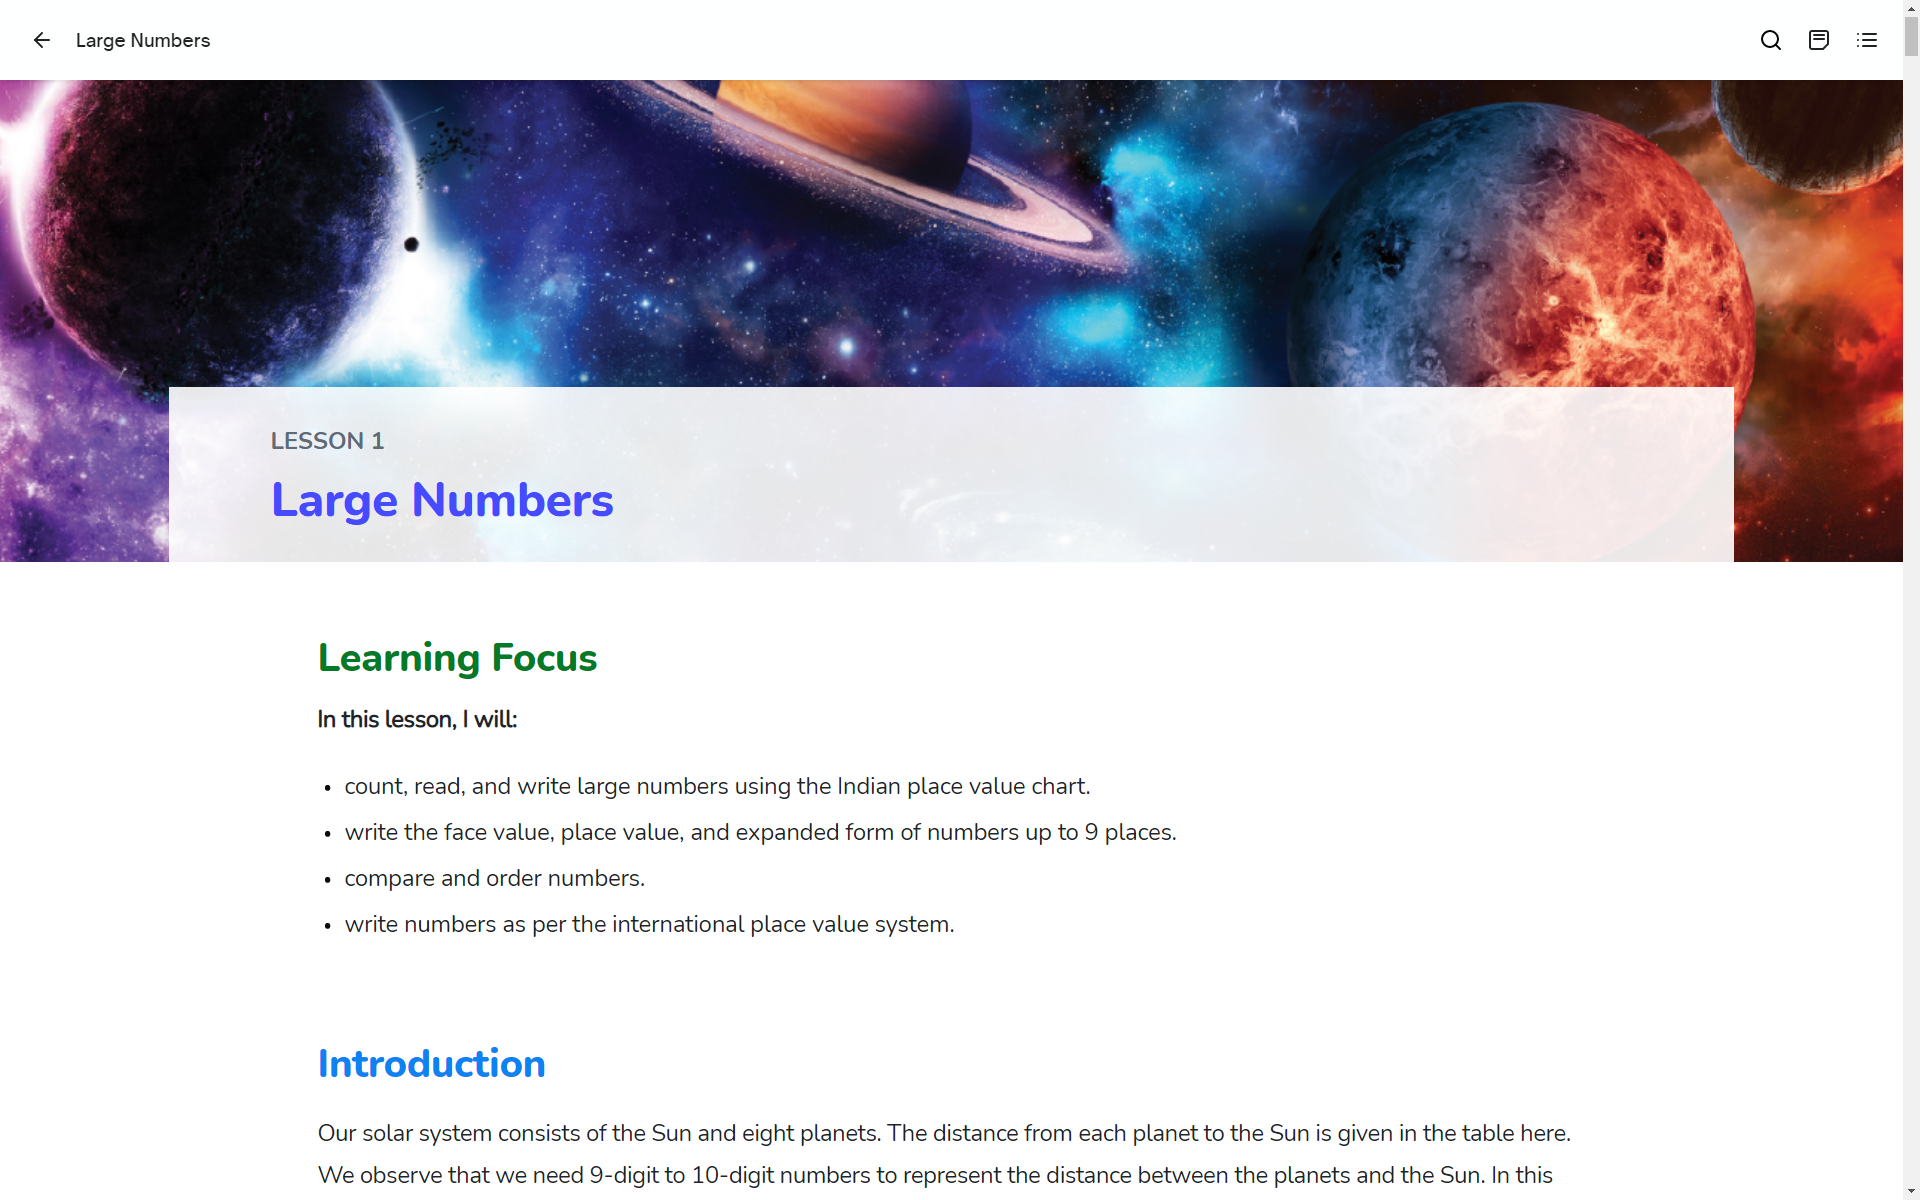 Large Numbers
LESSON 1
Large Numbers
Learning Focus
In this lesson, I will:
• count, read, and write large numbers using the Indian place value chart.
• write the face value, place value, and expanded form of numbers up to 9 places.
• compare and order numbers.
• write numbers as per the international place value system.
Introduction
Our solar system consists of the Sun and eight planets. The distance from each planet to the Sun is given in the table here.
We observe that we need 9-digit to 10-digit numbers to represent the distance between the planets and the Sun. In this